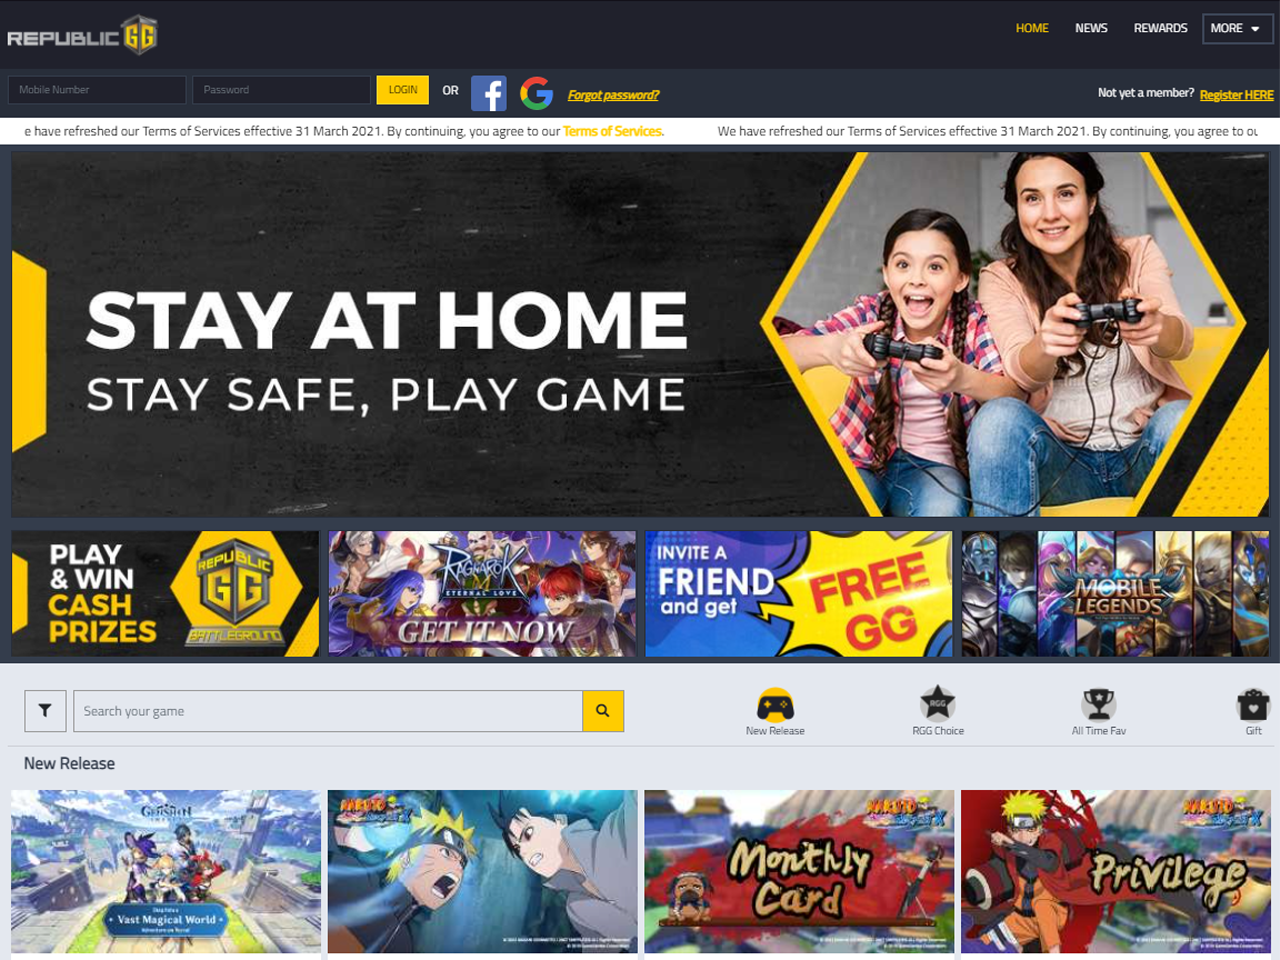 REPUBLIC GG
HOME
NEWS
REWARDS
MORE
Mobile Number
Password
LOGIN
OR
Forgot password?
Not yet a member? Register HERE
e have refreshed our Terms of Services effective 31 March 2021. By continuing, you agree to our Terms of Services.
We have refreshed our Terms of Services effective 31 March 2021. By continuing, you agree to ou
STAY AT HOME
STAY SAFE, PLAY GAME
PLAY
& WIN
CASH
PRIZES
REPUBLIC
GG
BATTLEGROUND
RAGNAROK
ETERNAL LOVE
GET IT NOW
INVITE A
FRIEND
and get
FREE
GG
MOBILE
LEGENDS
Search your game
New Release
RGG
RGG Choice
All Time Fav
Gift
New Release
GENSHIN
Vast Magical World
NARUTO
NARUTO
Monthly
Card
NARUTO
Privilege